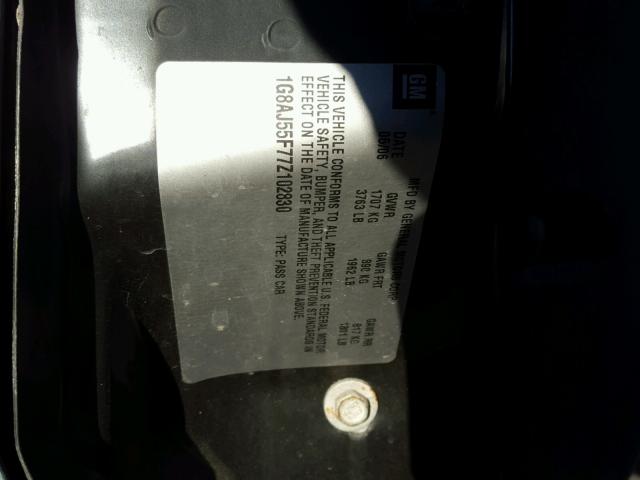 GM
MFD BY GENERAL MOTORS CORP
DATE GVWR GAWR FRT GAWR RR
06/06 1707 KG 890 KG 817 KG
3763 LB 1962 LB 1801 LB
THIS VEHICLE CONFORMS TO ALL APPLICABLE U.S. FEDERAL MOTOR
VEHICLE SAFETY, BUMPER, AND THEFT PREVENTION STANDARDS IN
EFFECT ON THE DATE OF MANUFACTURE SHOWN ABOVE.
1G8AJ55F77Z102830 TYPE: PASS CAR